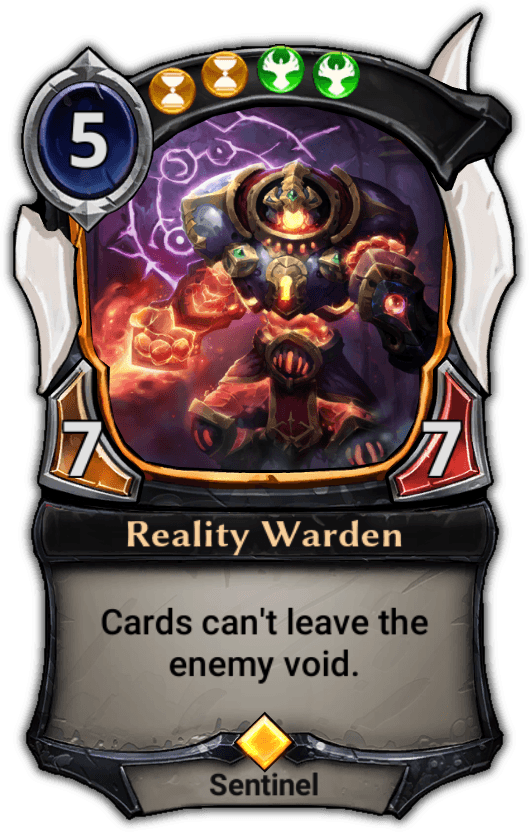 5
7
7
Reality Warden
Cards can't leave the
enemy void.
Sentinel